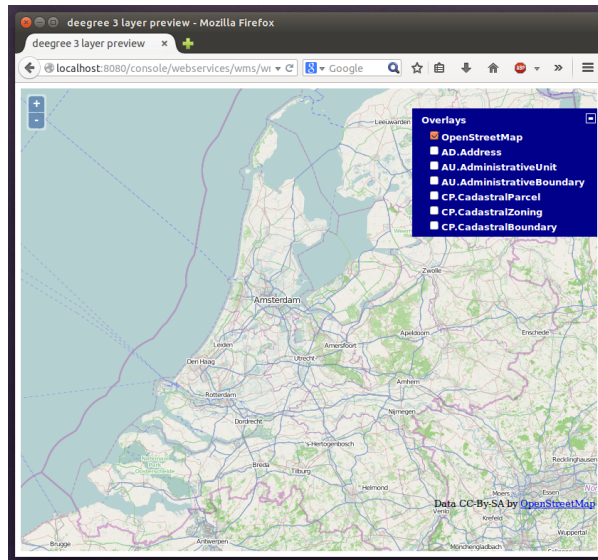 deegree 3 layer preview - Mozilla Firefox
deegree 3 layer preview
localhost:8080/console/webservices/wms/
Google
+
-
Overlays
OpenStreetMap
AD.Address
AU.AdministrativeUnit
AU.AdministrativeBoundary
CP.CadastralParcel
CP.CadastralZoning
CP.CadastralBoundary
Leeuwarden
Zwolle
Amsterdam
Enschede
Apeldoorn
Leiden
Amersfoort
Den Haag
Utrecht
Arnhem
Rotterdam
Nijmegen
Dordrecht
's-Hertogenbosch
Breda
Tilburg
Recklinghausen
Helmond
Moers
Essen
Data CC-By-SA by OpenStreetMap
Venlo
Krefeld
Wuppertal
Brugge
Antwerpen
Mönchengladbach